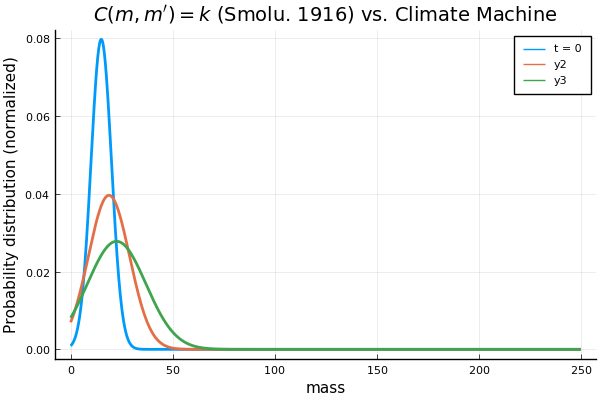 C(m, m′) = k (Smolu. 1916) vs. Climate Machine
t = 0
y2
y3
Probability distribution (normalized)
0.08
0.06
0.04
0.02
0.00
0 50 100 150 200 250
mass